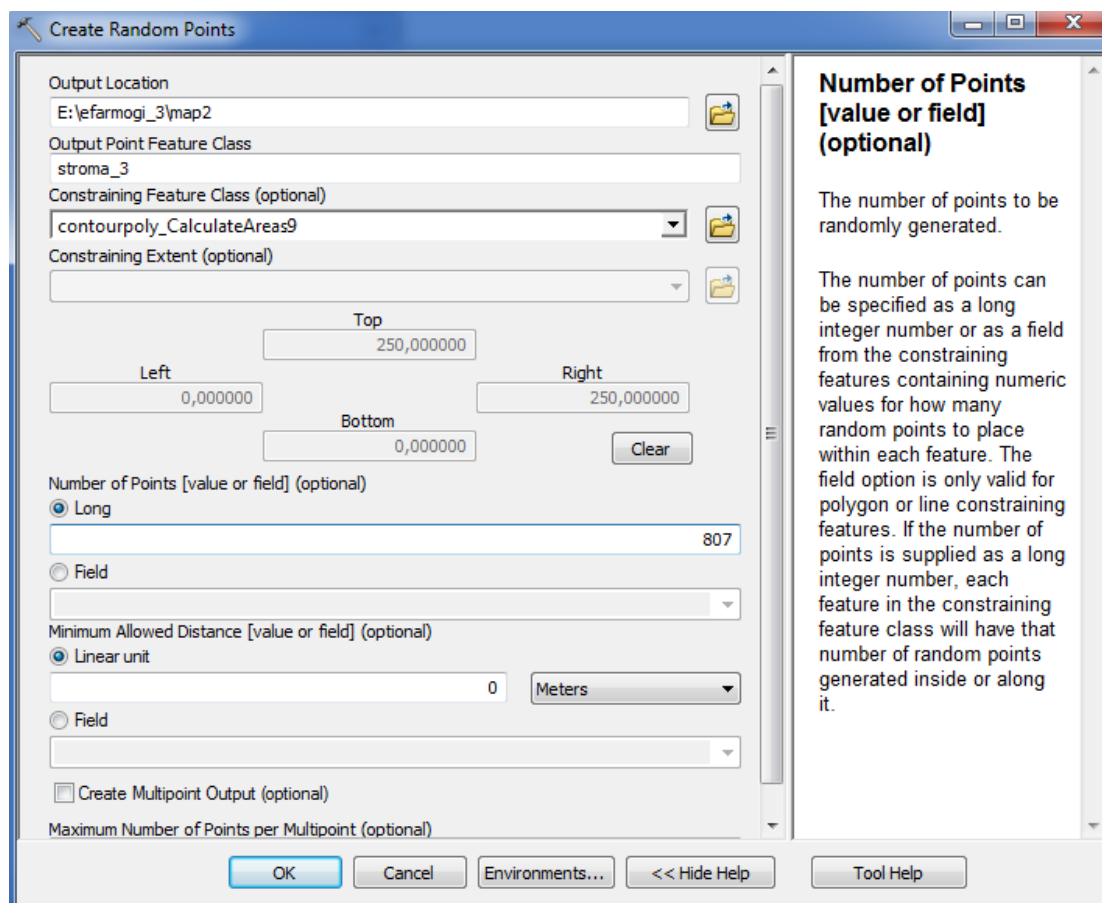 Create Random Points
Output Location
E:\efarmogi_3\map2
Output Point Feature Class
stroma_3
Constraining Feature Class (optional)
contourpoly_CalculateAreas9
Constraining Extent (optional)
Top
250,000000
Left
Right
0,000000
250,000000
Bottom
0,000000
Clear
Number of Points [value or field] (optional)
Long
807
Field
Minimum Allowed Distance [value or field] (optional)
Linear unit
0
Meters
Field
Create Multipoint Output (optional)
Maximum Number of Points per Multipoint (optional)
OK
Cancel
Environments...
<< Hide Help
Tool Help
Number of Points
[value or field]
(optional)
The number of points to be
randomly generated.
The number of points can
be specified as a long
integer number or as a field
from the constraining
features containing numeric
values for how many
random points to place
within each feature. The
field option is only valid for
polygon or line constraining
features. If the number of
points is supplied as a long
integer number, each
feature in the constraining
feature class will have that
number of random points
generated inside or along
it.